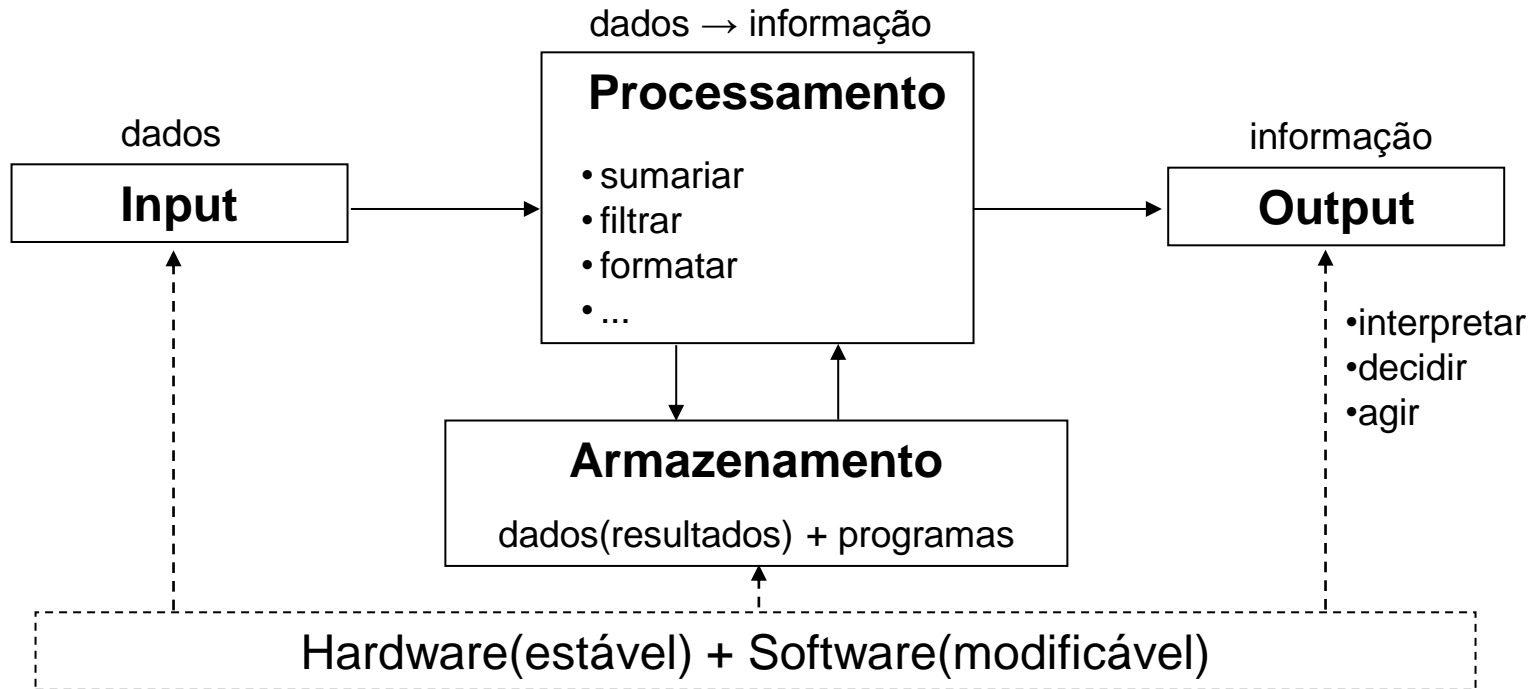 dados → informação
Processamento
• sumariar
• filtrar
• formatar
• ...
dados
Input
informação
Output
•interpretar
•decidir
•agir
Armazenamento
dados(resultados) + programas
Hardware(estável) + Software(modificável)